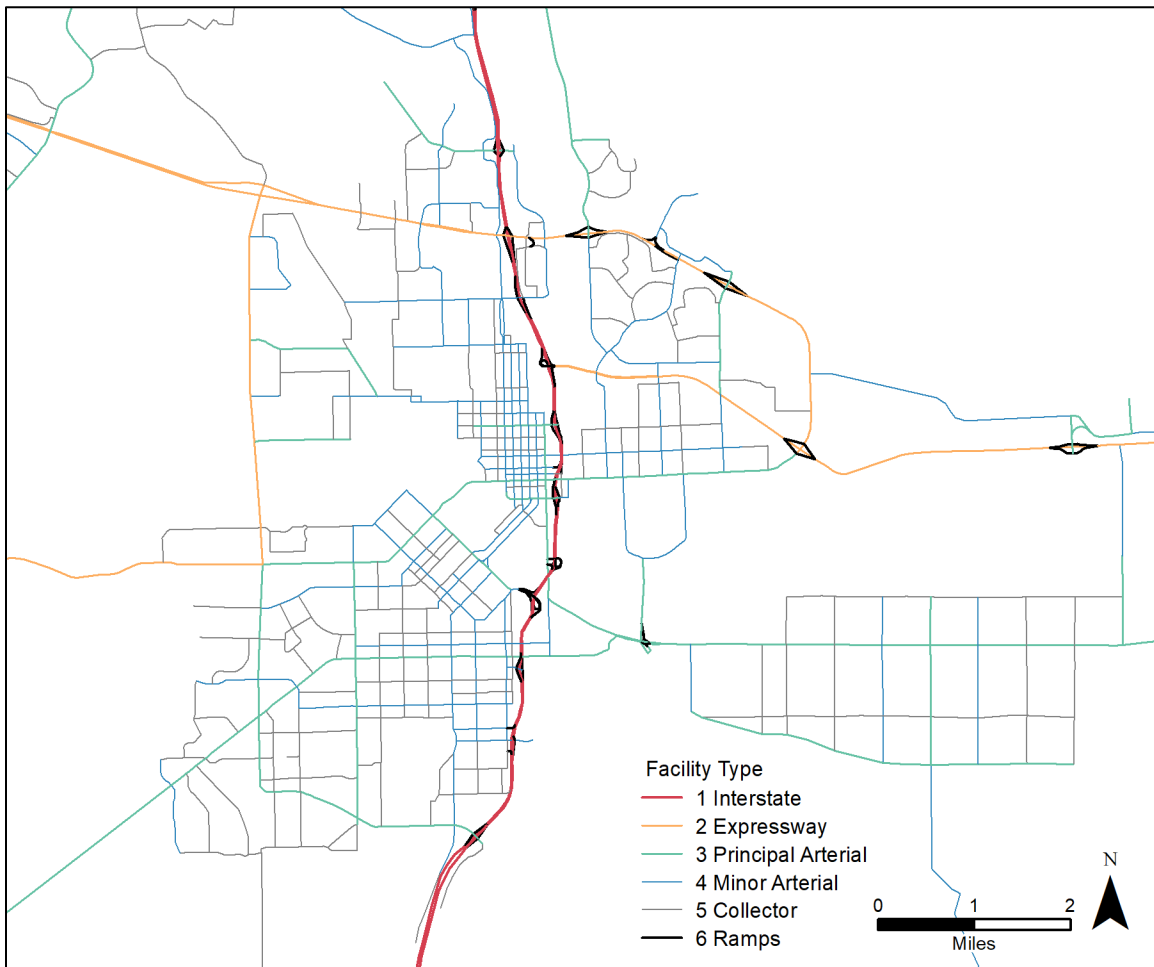 Facility Type
1 Interstate
2 Expressway
3 Principal Arterial
4 Minor Arterial
5 Collector
6 Ramps
N
0 1 2
Miles